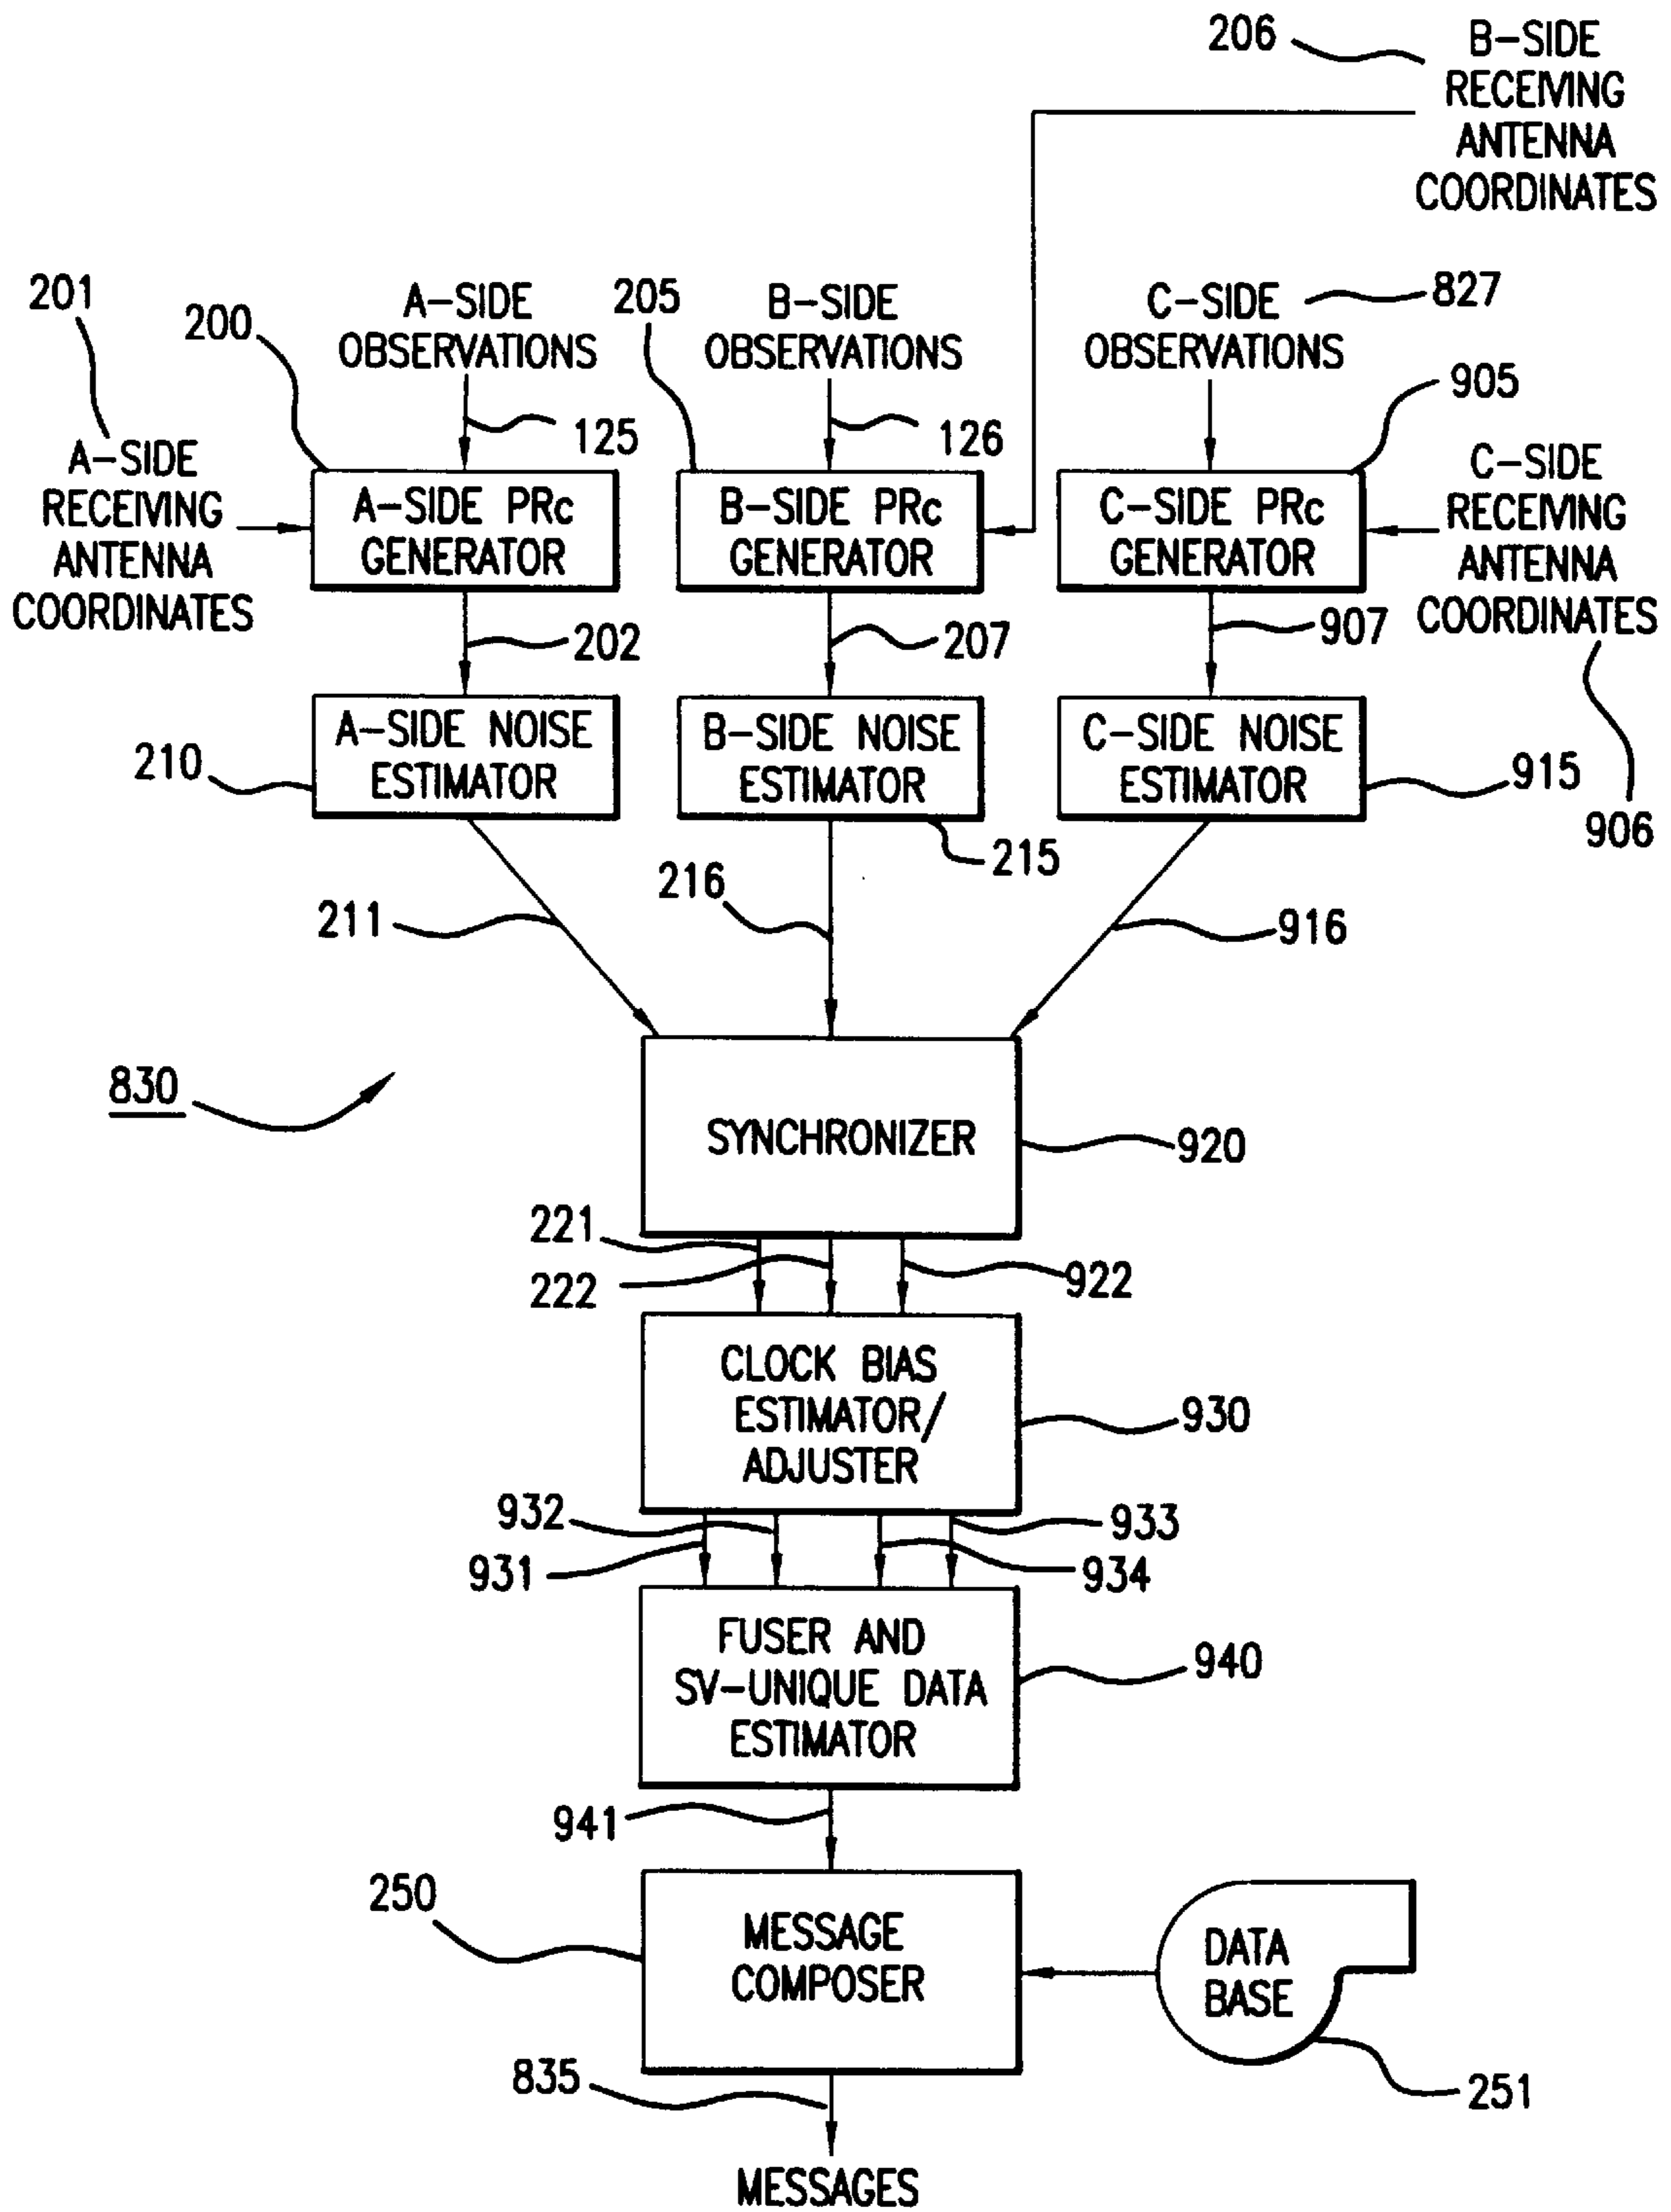 206
B-SIDE
RECEIVING
ANTENNA
COORDINATES
201
200
A-SIDE
OBSERVATIONS
205
B-SIDE
OBSERVATIONS
C-SIDE
OBSERVATIONS
827
905
125
126
A-SIDE
RECEIVING
ANTENNA
COORDINATES
A-SIDE PRc
GENERATOR
B-SIDE PRc
GENERATOR
C-SIDE PRc
GENERATOR
C-SIDE
RECEIVING
ANTENNA
COORDINATES
202
207
907
210
A-SIDE NOISE
ESTIMATOR
B-SIDE NOISE
ESTIMATOR
C-SIDE NOISE
ESTIMATOR
915
906
215
211
216
916
830
SYNCHRONIZER
920
221
222
922
CLOCK BIAS
ESTIMATOR/
ADJUSTER
930
932
931
933
934
FUSER AND
SV-UNIQUE DATA
ESTIMATOR
940
941
250
MESSAGE
COMPOSER
DATA
BASE
251
835
MESSAGES